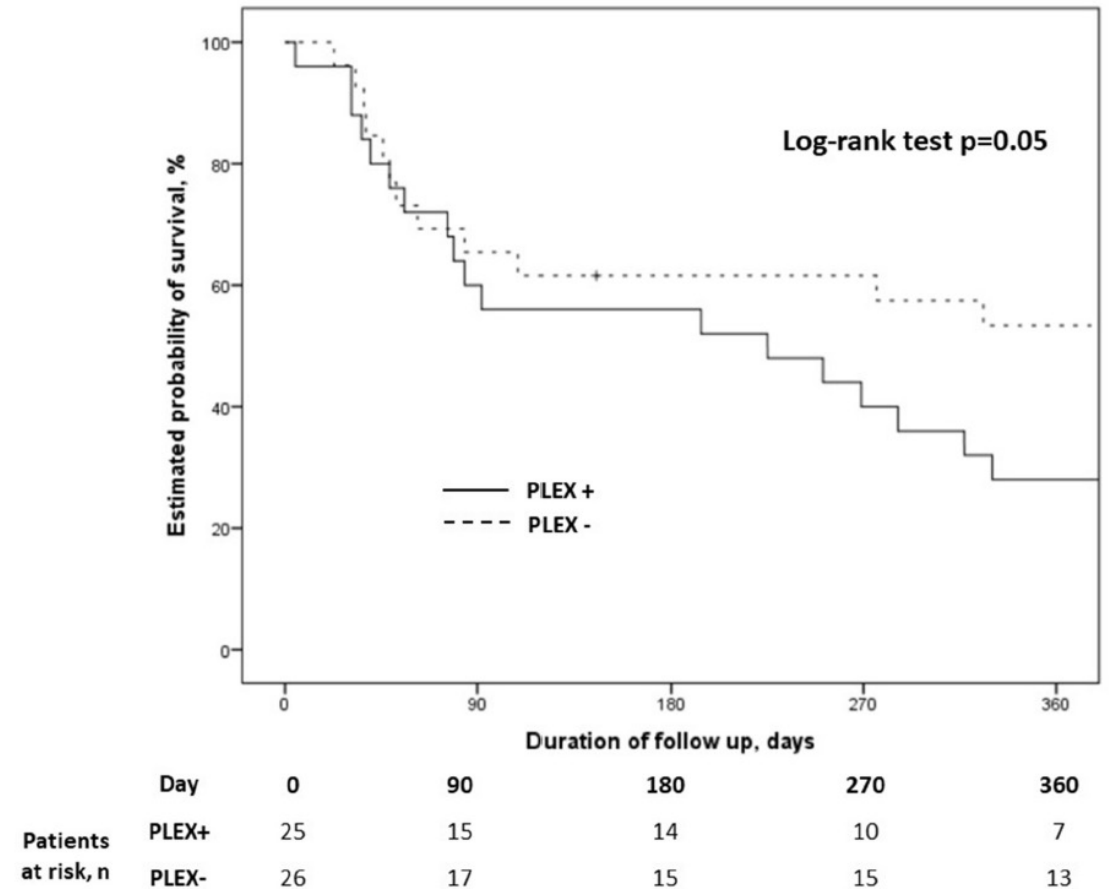 Estimated probability of survival, %
100
80
60
40
20
0
Log-rank test p=0.05
PLEX +
PLEX -
0 90 180 270 360
Duration of follow up, days
Day 0 90 180 270 360
Patients at risk, n
PLEX+ 25 15 14 10 7
PLEX- 26 17 15 15 13